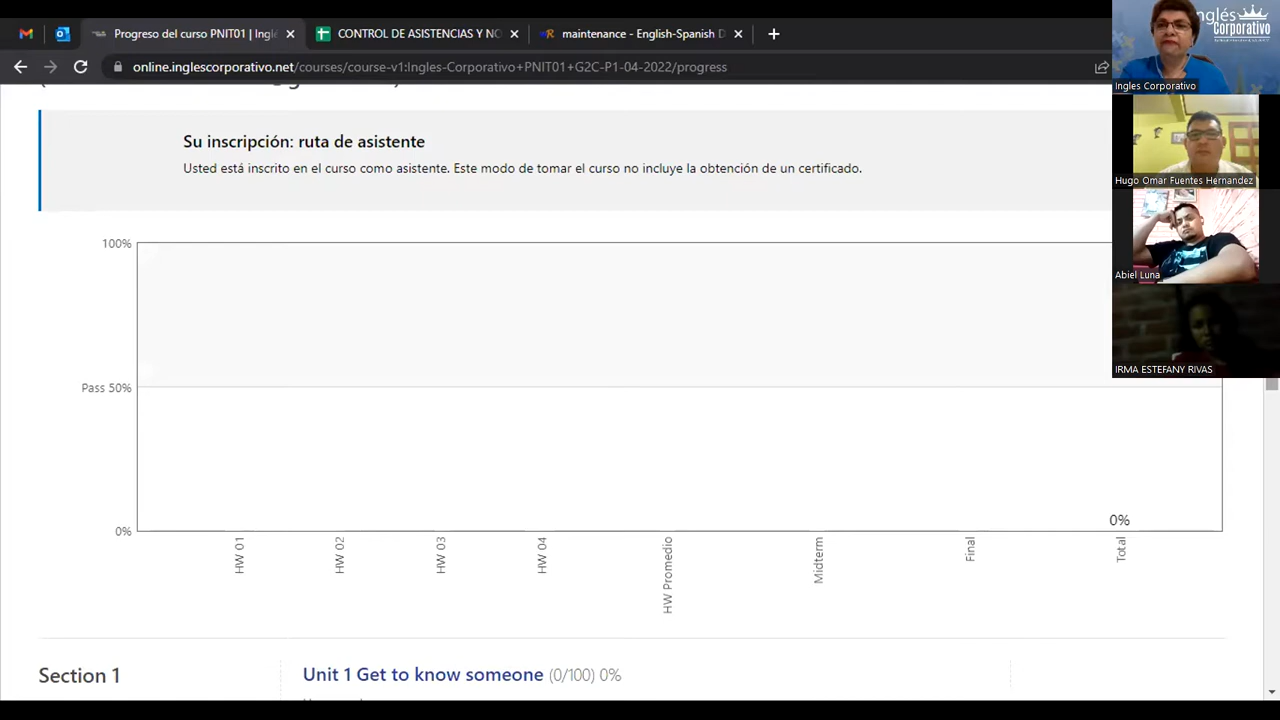 Progreso del curso PNIT01 | Inglé
CONTROL DE ASISTENCIAS Y NO
maintenance - English-Spanish D
online.inglescorporativo.net/courses/course-v1:Ingles-Corporativo+PNIT01+G2C-P1-04-2022/progress
Inglés
Corporativo
Ingles Corporativo
Hugo Omar Fuentes Hernandez
Abiel Luna
IRMA ESTEFANY RIVAS
Su inscripción: ruta de asistente
Usted está inscrito en el curso como asistente. Este modo de tomar el curso no incluye la obtención de un certificado.
100%
Pass 50%
0%
0%
HW 01
HW 02
HW 03
HW 04
HW Promedio
Midterm
Final
Total
Section 1
Unit 1 Get to know someone (0/100) 0%